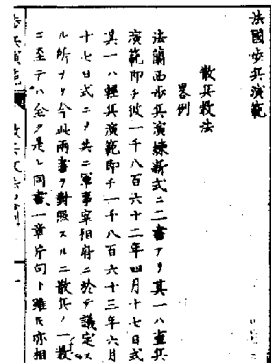 法國歩兵演範
散兵教法
畧例
法蘭西歩兵演練新式ニ二書アリ其一ハ重兵
演範即チ彼一千八百六十二年四月十七日式
其一ハ輕兵演範即チ一千八百六十三年六月
十七日式ニメ共ニ軍事宰相府ニ於テ議定ス
ル所ナリ今此兩書ヲ對照スルニ散兵ノ一教
ニ至テハ全ク是レ同書一章片句ト雖モ亦相
歩兵演範